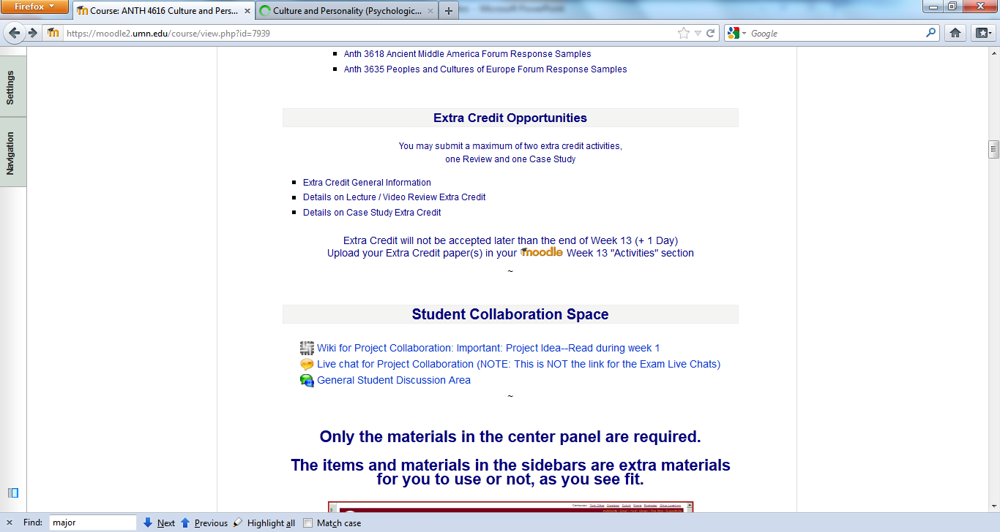 Firefox
Course: ANTH 4616 Culture and Pers...
Culture and Personality (Psychologic...
Microsoft PowerPoint
https://moodle2.umn.edu/course/view.php?id=7939
Google
Settings
Navigation
Anth 3618 Ancient Middle America Forum Response Samples
Anth 3635 Peoples and Cultures of Europe Forum Response Samples
Extra Credit Opportunities
You may submit a maximum of two extra credit activities,
one Review and one Case Study
Extra Credit General Information
Details on Lecture / Video Review Extra Credit
Details on Case Study Extra Credit
Extra Credit will not be accepted later than the end of Week 13 (+ 1 Day)
Upload your Extra Credit paper(s) in your moodle Week 13 "Activities" section
~
Student Collaboration Space
Wiki for Project Collaboration: Important: Project Idea--Read during week 1
Live chat for Project Collaboration (NOTE: This is NOT the link for the Exam Live Chats)
General Student Discussion Area
~
Only the materials in the center panel are required.
The items and materials in the sidebars are extra materials
for you to use or not, as you see fit.
Find: major Next Previous Highlight all Match case